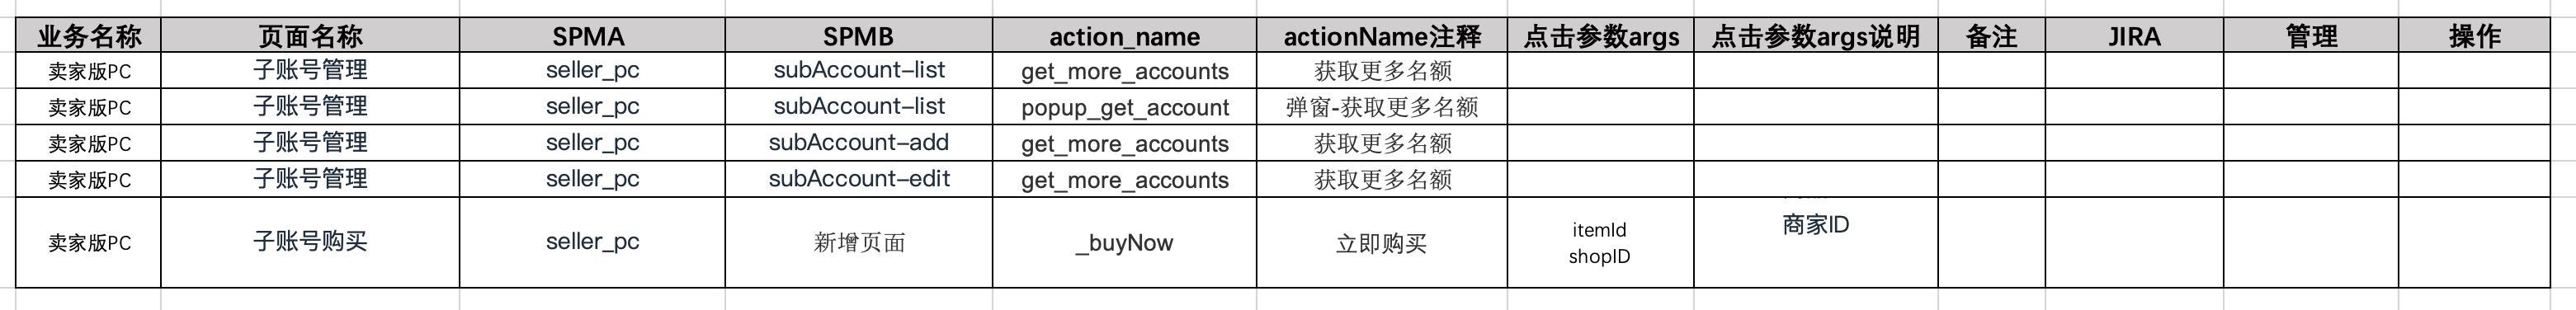 业务名称 页面名称 SPMA SPMB action_name actionName注释 点击参数args 点击参数args说明 备注 JIRA 管理 操作
卖家版PC 子账号管理 seller_pc subAccount-list get_more_accounts 获取更多名额
卖家版PC 子账号管理 seller_pc subAccount-list popup_get_account 弹窗-获取更多名额
卖家版PC 子账号管理 seller_pc subAccount-add get_more_accounts 获取更多名额
卖家版PC 子账号管理 seller_pc subAccount-edit get_more_accounts 获取更多名额
卖家版PC 子账号购买 seller_pc 新增页面 _buyNow 立即购买 itemId
shopID 商家ID